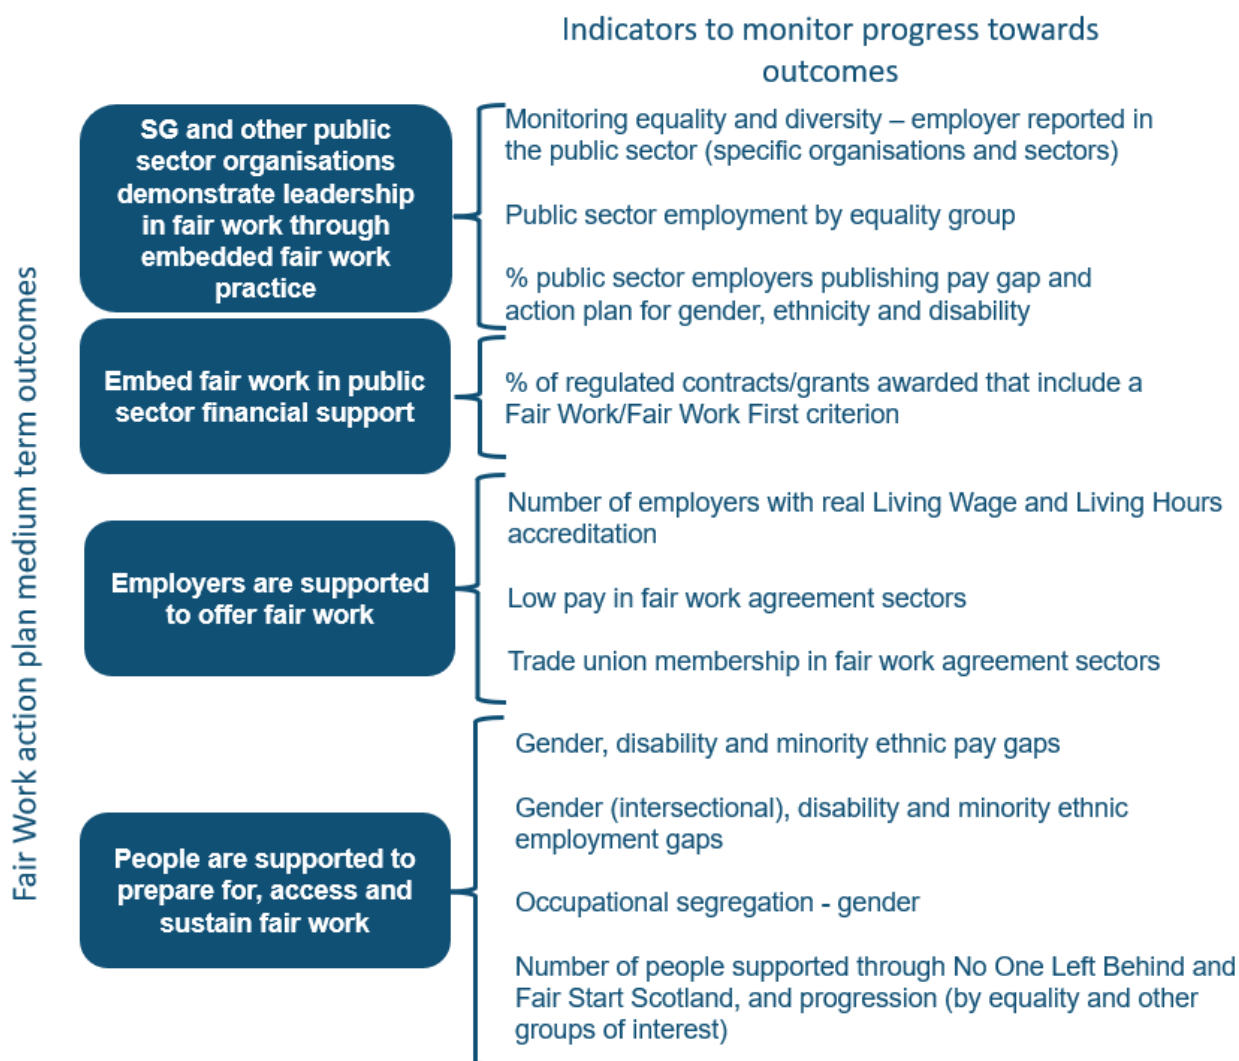 Indicators to monitor progress towards
outcomes
Fair Work action plan medium term outcomes
SG and other public
sector organisations
demonstrate leadership
in fair work through
embedded fair work
practice
Monitoring equality and diversity – employer reported in
the public sector (specific organisations and sectors)
Public sector employment by equality group
% public sector employers publishing pay gap and
action plan for gender, ethnicity and disability
Embed fair work in public
sector financial support
% of regulated contracts/grants awarded that include a
Fair Work/Fair Work First criterion
Employers are supported
to offer fair work
Number of employers with real Living Wage and Living Hours
accreditation
Low pay in fair work agreement sectors
Trade union membership in fair work agreement sectors
People are supported to
prepare for, access and
sustain fair work
Gender, disability and minority ethnic pay gaps
Gender (intersectional), disability and minority ethnic
employment gaps
Occupational segregation - gender
Number of people supported through No One Left Behind and
Fair Start Scotland, and progression (by equality and other
groups of interest)